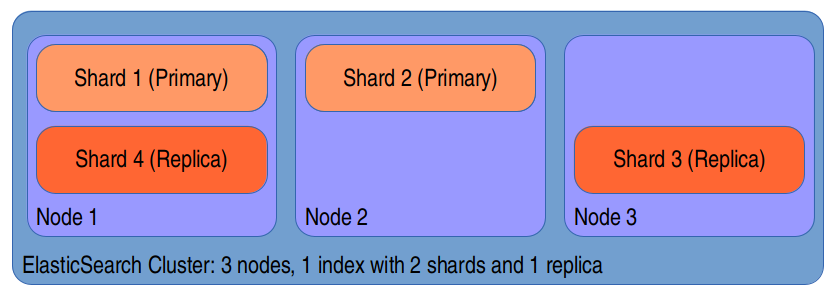 Shard 1 (Primary)
Shard 2 (Primary)
Shard 4 (Replica)
Shard 3 (Replica)
Node 1
Node 2
Node 3
ElasticSearch Cluster: 3 nodes, 1 index with 2 shards and 1 replica